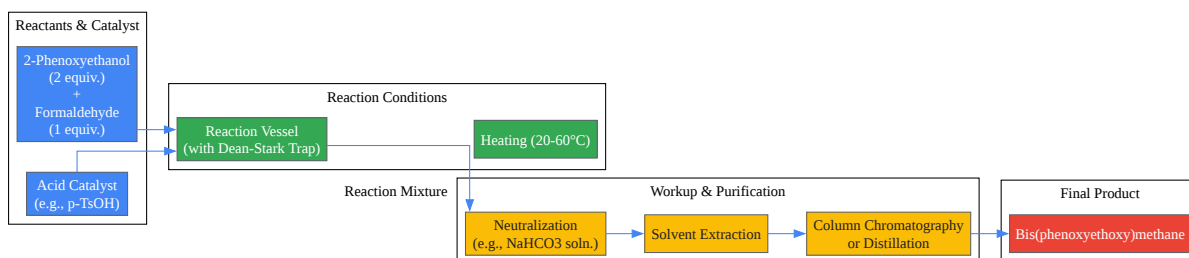 Reactants & Catalyst
2-Phenoxyethanol
(2 equiv.)
+
Formaldehyde
(1 equiv.)
Acid Catalyst
(e.g., p-TsOH)
Reaction Conditions
Reaction Vessel
(with Dean-Stark Trap)
Heating (20-60°C)
Reaction Mixture
Workup & Purification
Neutralization
(e.g., NaHCO3 soln.)
Solvent Extraction
Column Chromatography
or Distillation
Final Product
Bis(phenoxyethoxy)methane